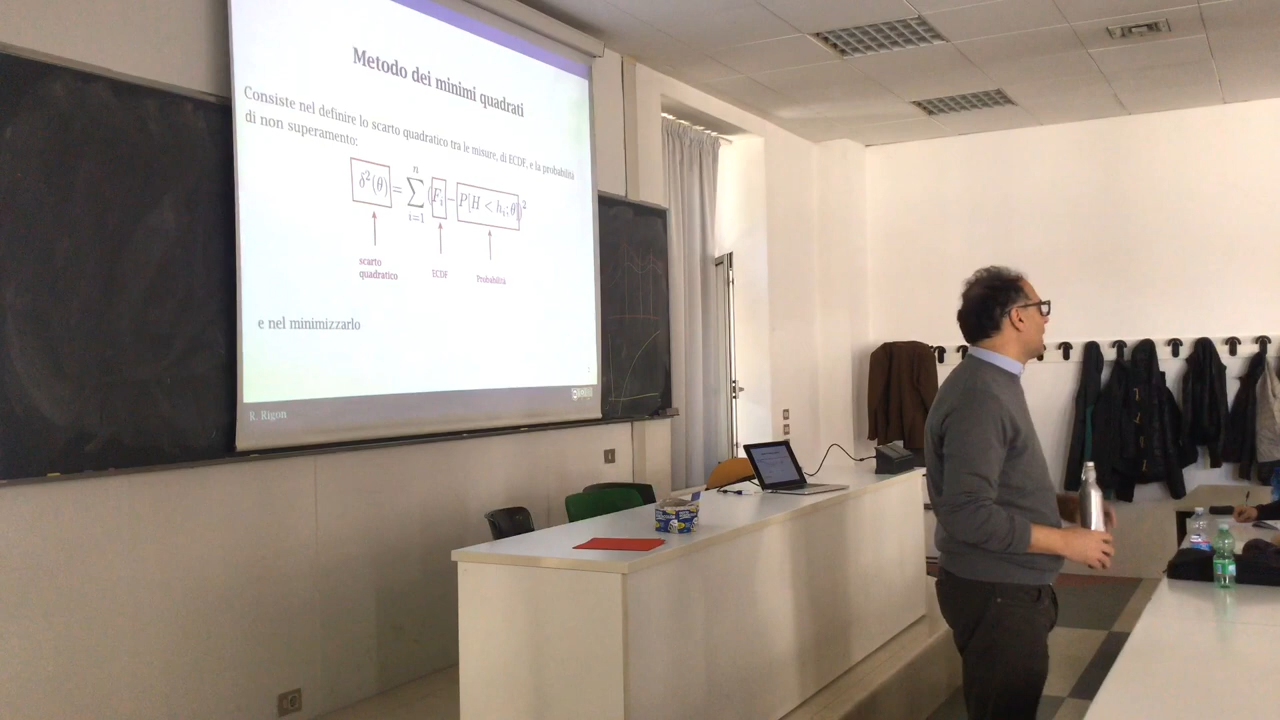 Metodo dei minimi quadrati
Consiste nel definire lo scarto quadratico tra le misure, di ECDF, e la probabilità
di non superamento:
δ²(θ) = ∑ᵢ₌₁ⁿ (Fᵢ − P[H < hᵢ; θ])²
scarto
quadratico
ECDF
Probabilità
e nel minimizzarlo
R. Rigon